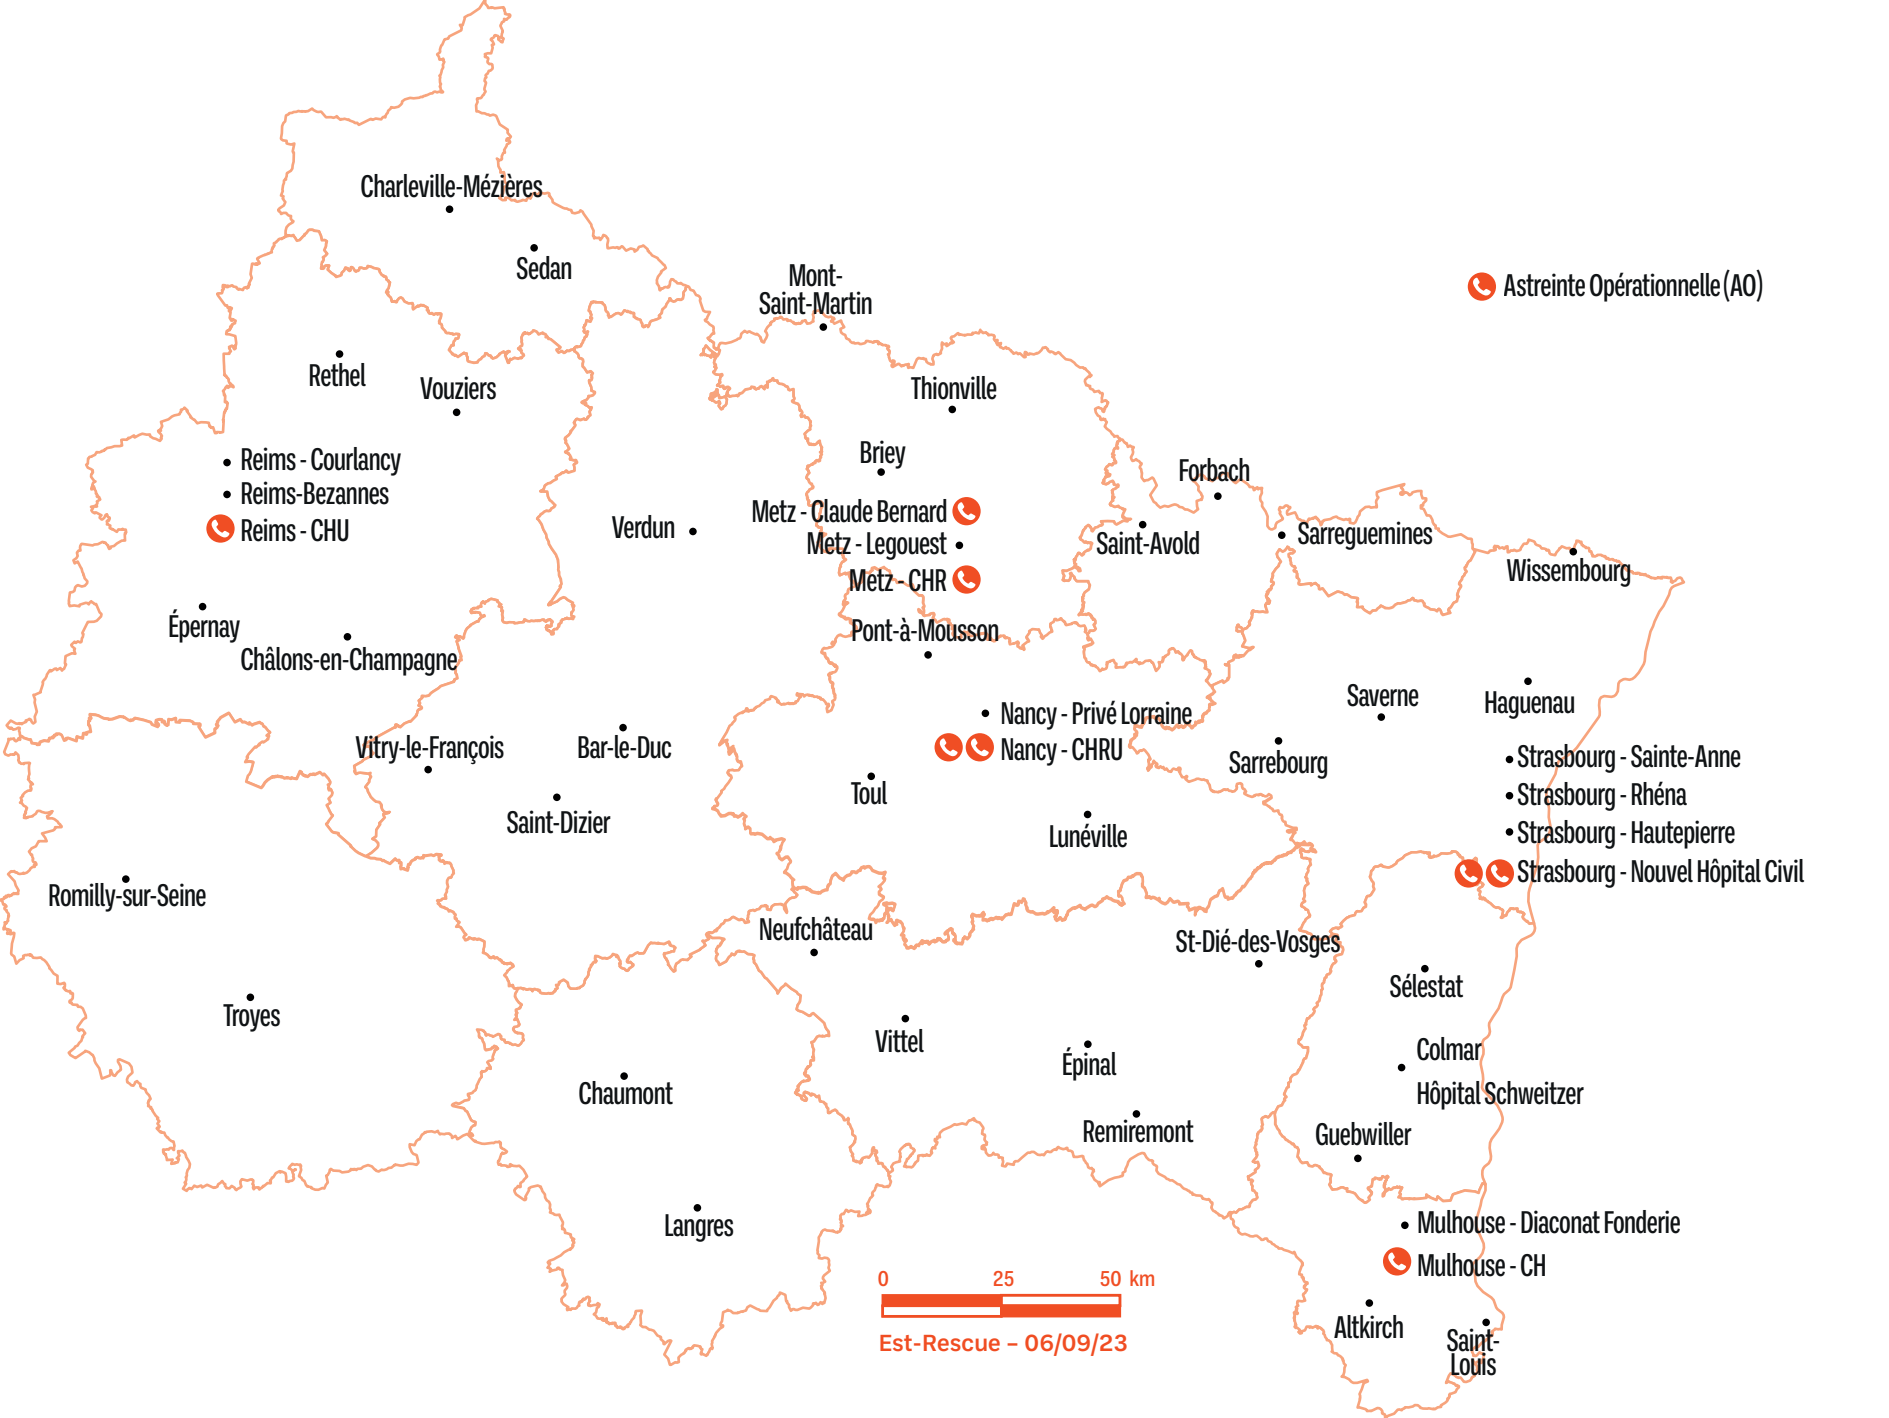 Charleville-Mézières
Sedan
Mont-
Saint-Martin
Astreinte Opérationnelle (AO)
Rethel
Vouziers
Thionville
Briey
Forbach
Reims - Courlancy
Reims-Bezannes
Reims - CHU
Verdun
Metz - Claude Bernard
Metz - Legouest
Metz - CHR
Saint-Avold
Sarreguemines
Wissembourg
Épernay
Châlons-en-Champagne
Pont-à-Mousson
Saverne
Haguenau
Nancy - Privé Lorraine
Nancy - CHRU
Vitry-le-François
Bar-le-Duc
Sarrebourg
Strasbourg - Sainte-Anne
Strasbourg - Rhéna
Strasbourg - Hautepierre
Strasbourg - Nouvel Hôpital Civil
Toul
Saint-Dizier
Lunéville
Romilly-sur-Seine
Neufchâteau
St-Dié-des-Vosges
Sélestat
Troyes
Vittel
Épinal
Colmar
Hôpital Schweitzer
Chaumont
Remiremont
Guebwiller
Langres
Mulhouse - Diaconat Fonderie
Mulhouse - CH
0 25 50 km
Est-Rescue – 06/09/23
Altkirch
Saint-
Louis